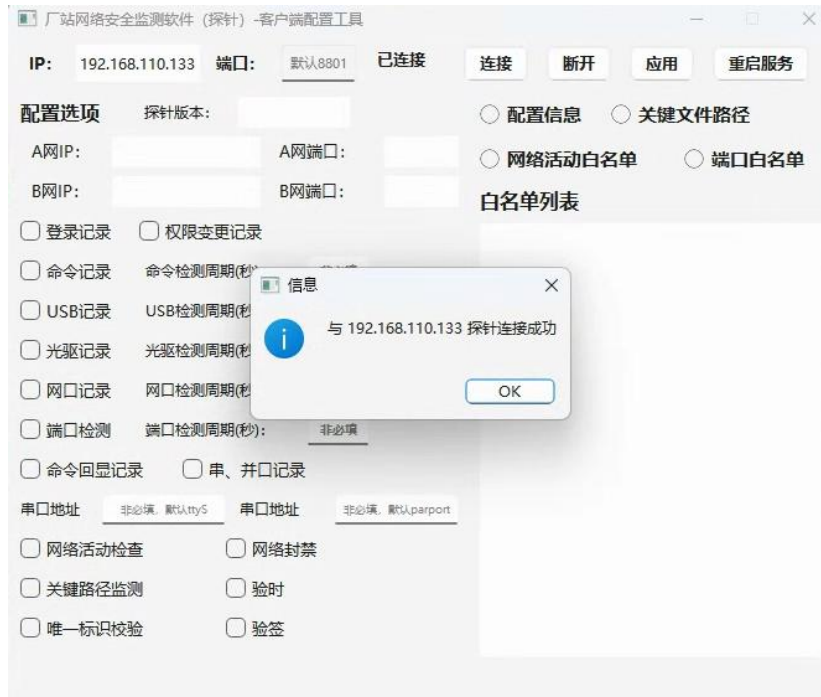 厂站网络安全监测软件（探针）-客户端配置工具
IP: 192.168.110.133 端口: 默认8801 已连接 连接 断开 应用 重启服务
配置选项 探针版本: 配置信息 关键文件路径
A网IP: A网端口: 网络活动白名单 端口白名单
B网IP: B网端口: 白名单列表
登录记录 权限变更记录
命令记录 命令检测周期(秒)
USB记录 USB检测周期(秒
光驱记录 光驱检测周期(秒
网口记录 网口检测周期(秒
端口检测 端口检测周期(秒): 非必填
命令回显记录 串、并口记录
串口地址 非必填, 默认ttyS 串口地址 非必填, 默认parport
网络活动检查 网络封禁
关键路径监测 验时
唯一标识校验 验签
信息
与 192.168.110.133 探针连接成功
OK